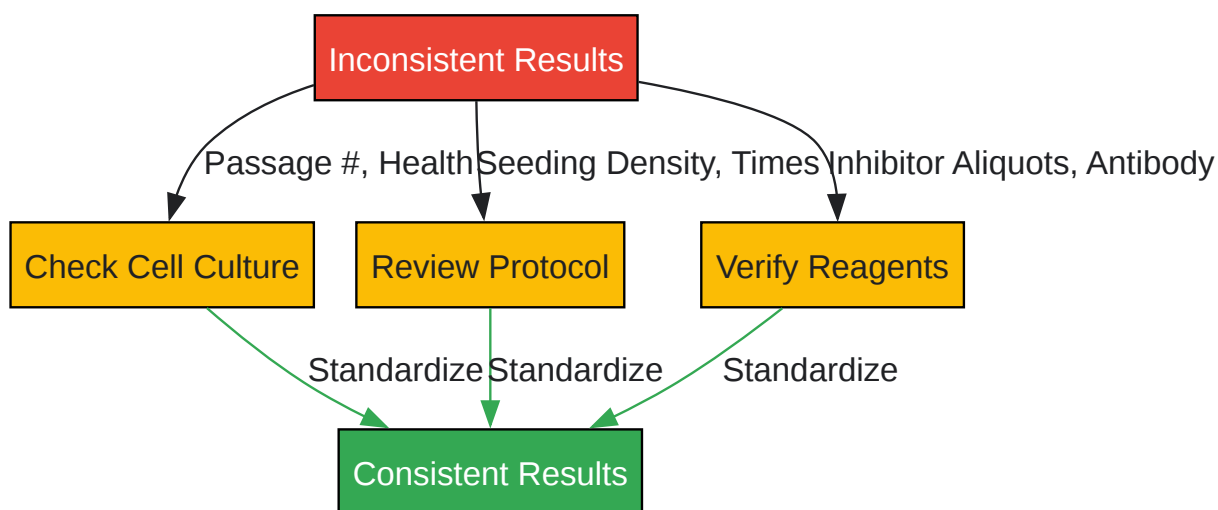 Inconsistent Results
Passage #, Health
Seeding Density, Times
Inhibitor Aliquots, Antibody
Check Cell Culture
Review Protocol
Verify Reagents
Standardize
Standardize
Standardize
Consistent Results